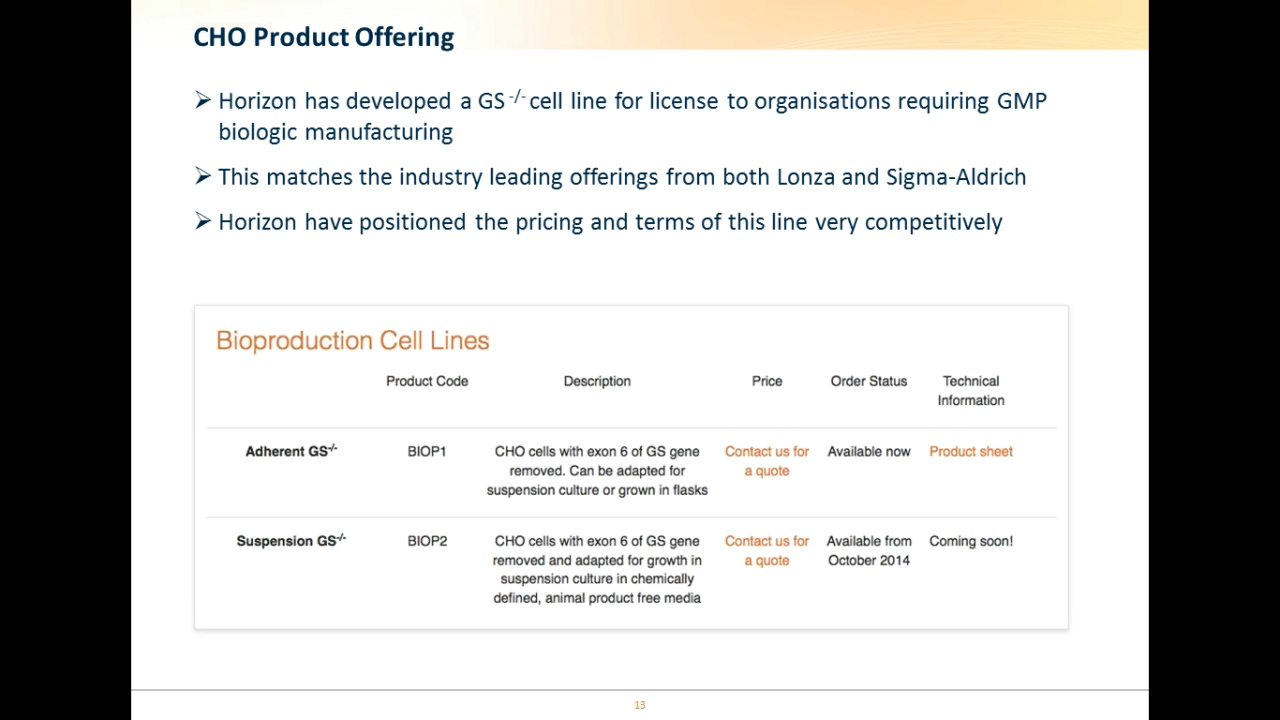 CHO Product Offering
➢ Horizon has developed a GS -/- cell line for license to organisations requiring GMP
biologic manufacturing
➢ This matches the industry leading offerings from both Lonza and Sigma-Aldrich
➢ Horizon have positioned the pricing and terms of this line very competitively
Bioproduction Cell Lines
Product Code Description Price Order Status Technical
Information
Adherent GS-/- BIOP1 CHO cells with exon 6 of GS gene Contact us for Available now Product sheet
removed. Can be adapted for a quote
suspension culture or grown in flasks
Suspension GS-/- BIOP2 CHO cells with exon 6 of GS gene Contact us for Available from Coming soon!
removed and adapted for growth in a quote October 2014
suspension culture in chemically
defined, animal product free media
13